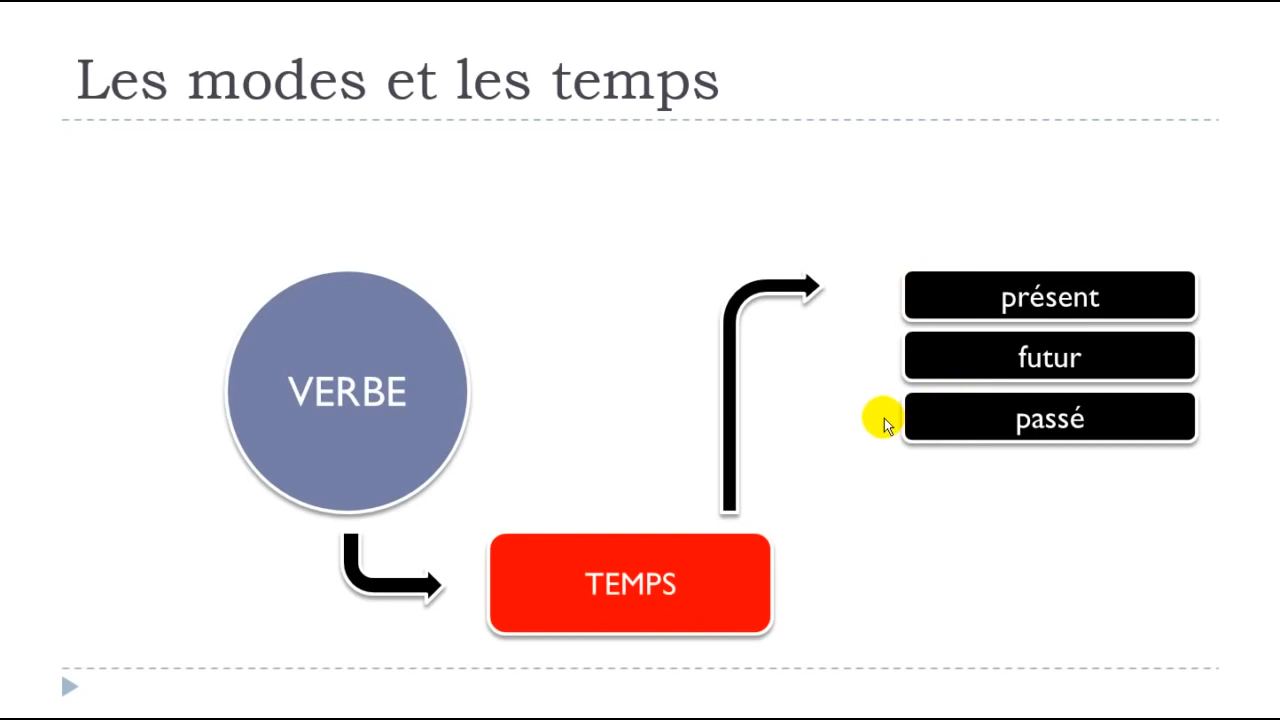 Les modes et les temps
VERBE
TEMPS
présent
futur
passé